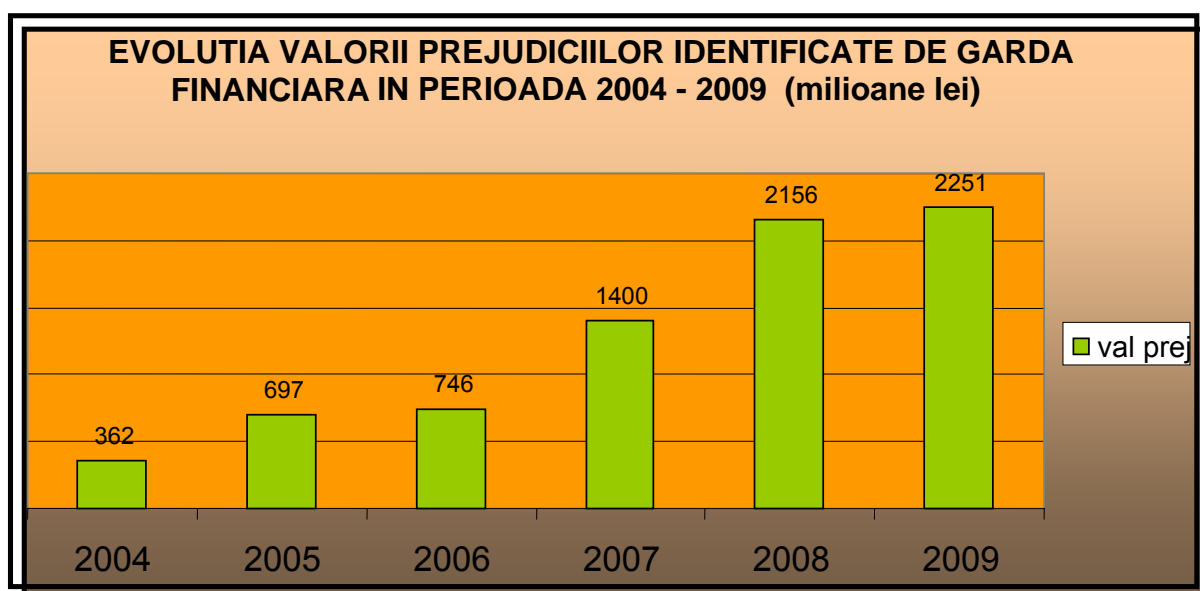 EVOLUTIA VALORII PREJUDICIILOR IDENTIFICATE DE GARDA
FINANCIARA IN PERIOADA 2004 - 2009 (milioane lei)
2251
2156
1400
746
697
362
val prej
2004 2005 2006 2007 2008 2009